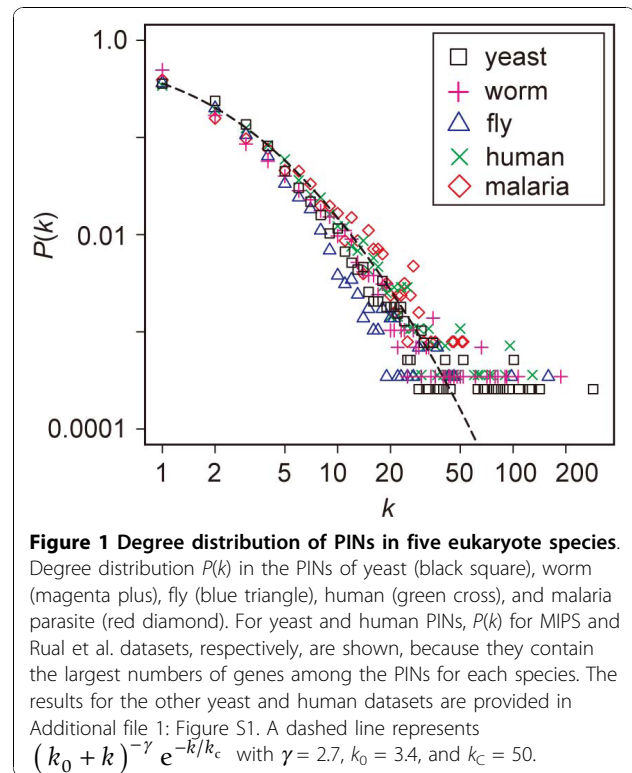 1.0
0.01
0.0001
P(k)
yeast
worm
fly
human
malaria
1 2 5 10 20 50 100 200
k
Figure 1 Degree distribution of PINs in five eukaryote species.
Degree distribution P(k) in the PINs of yeast (black square), worm
(magenta plus), fly (blue triangle), human (green cross), and malaria
parasite (red diamond). For yeast and human PINs, P(k) for MIPS and
Rual et al. datasets, respectively, are shown, because they contain
the largest numbers of genes among the PINs for each species. The
results for the other yeast and human datasets are provided in
Additional file 1: Figure S1. A dashed line represents
(k₀ + k)^−γ e^−k/k_c with γ = 2.7, k₀ = 3.4, and k_C = 50.